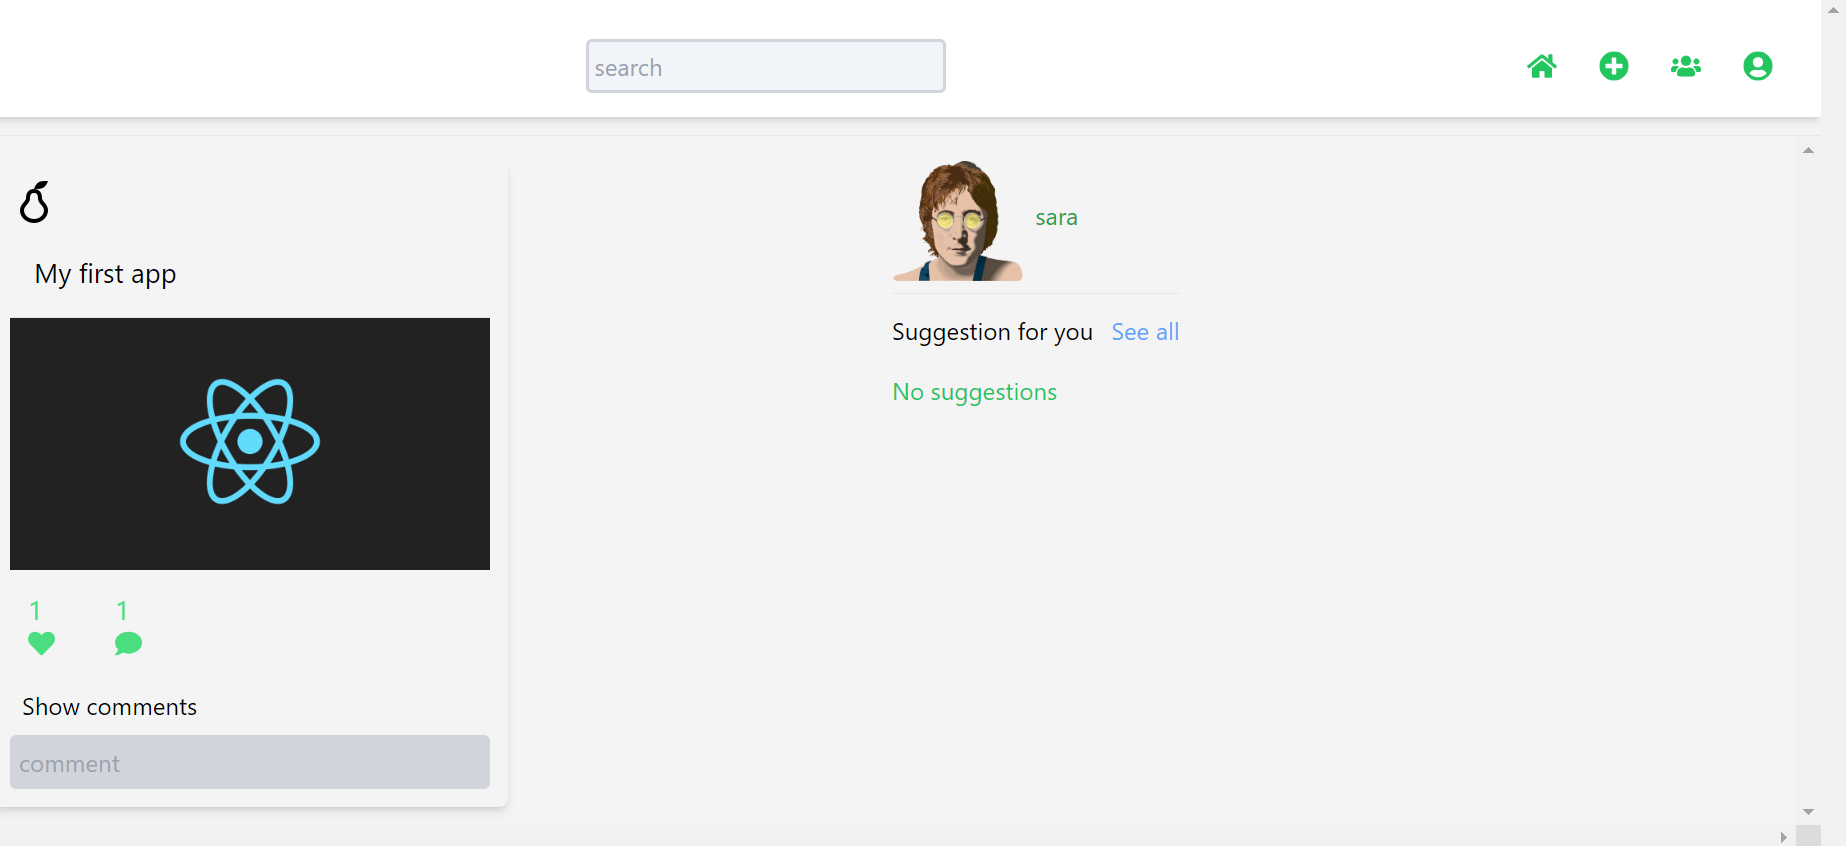 search
sara
My first app
Suggestion for you See all
No suggestions
1 1
Show comments
comment